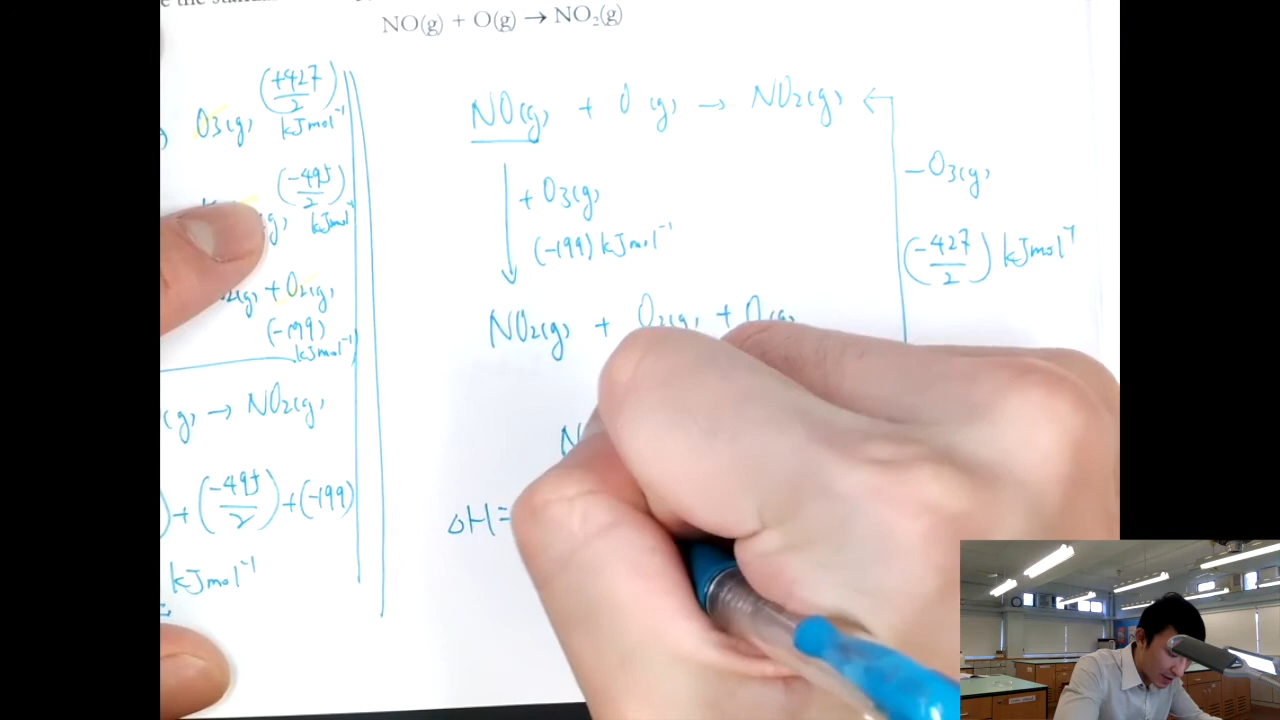 NO(g) + O(g) → NO₂(g)
O₃(g) (+427/2) kJmol⁻¹
(-495/2) kJmol⁻¹
+ O₂(g)
(-199) kJmol⁻¹
(g) → NO₂(g)
) + (-495/2) + (-199)
kJmol⁻¹
NO(g) + O(g) → NO₂(g)
+ O₃(g)
(-199) kJmol⁻¹
- O₃(g)
(-427/2) kJmol⁻¹
NO₂(g) + O₂(g) + O(g)
ΔH=